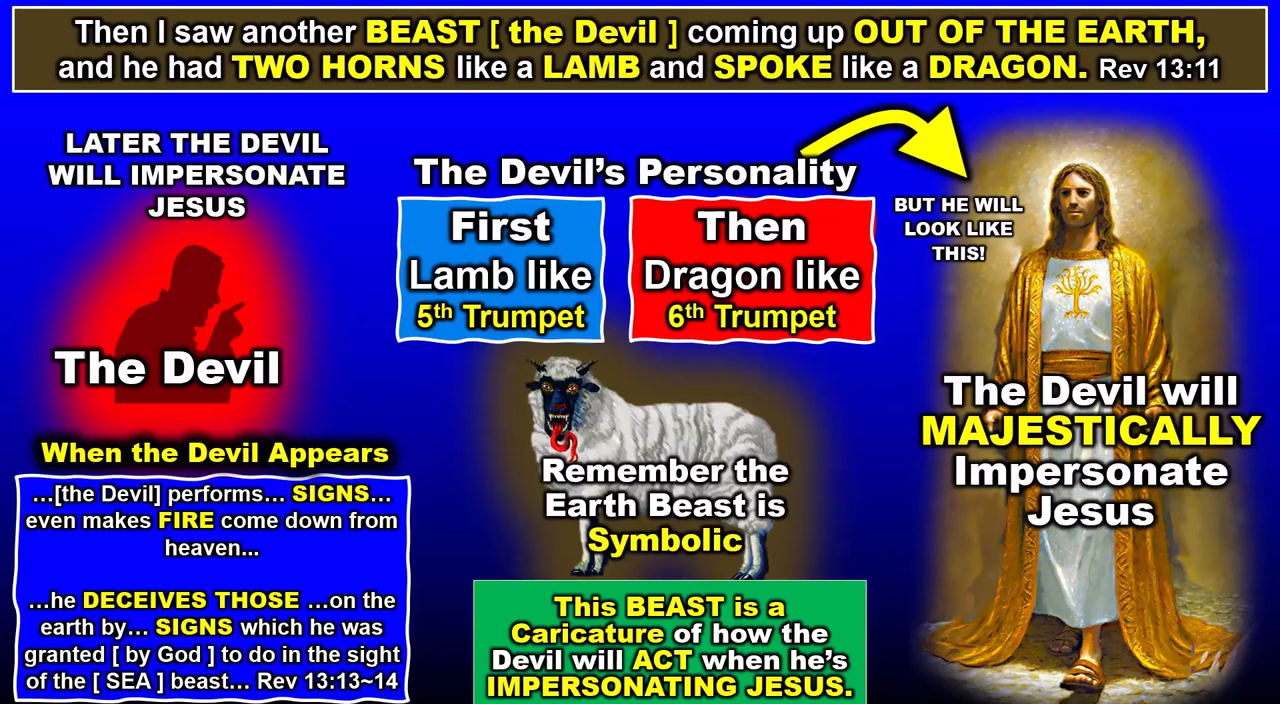 Then I saw another BEAST [ the Devil ] coming up OUT OF THE EARTH,
and he had TWO HORNS like a LAMB and SPOKE like a DRAGON. Rev 13:11
LATER THE DEVIL
WILL IMPERSONATE
JESUS
The Devil
When the Devil Appears
…[the Devil] performs… SIGNS…
even makes FIRE come down from
heaven...
…he DECEIVES THOSE …on the
earth by… SIGNS which he was
granted [ by God ] to do in the sight
of the [ SEA ] beast… Rev 13:13~14
The Devil’s Personality
First
Lamb like
5th Trumpet
Then
Dragon like
6th Trumpet
Remember the
Earth Beast is
Symbolic
This BEAST is a
Caricature of how the
Devil will ACT when he’s
IMPERSONATING JESUS.
BUT HE WILL
LOOK LIKE
THIS!
The Devil will
MAJESTICALLY
Impersonate
Jesus